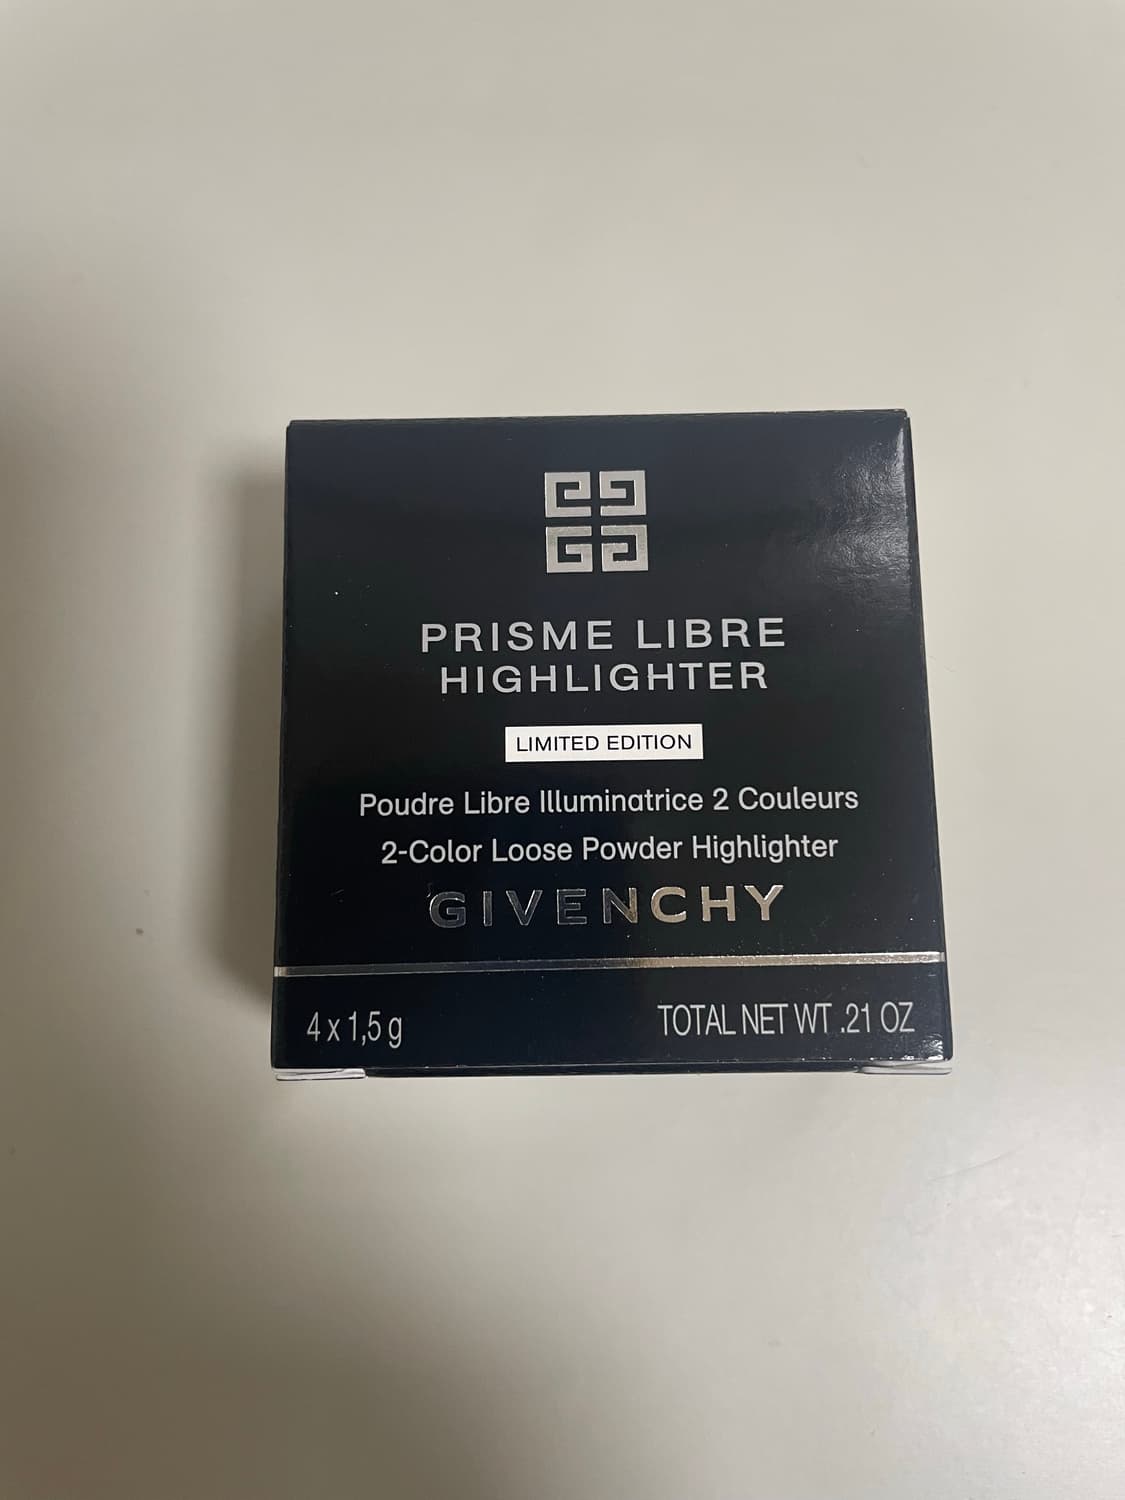 PRISME LIBRE
HIGHLIGHTER
LIMITED EDITION
Poudre Libre Illuminatrice 2 Couleurs
2-Color Loose Powder Highlighter
GIVENCHY
4 x 1,5 g TOTAL NET WT .21 OZ